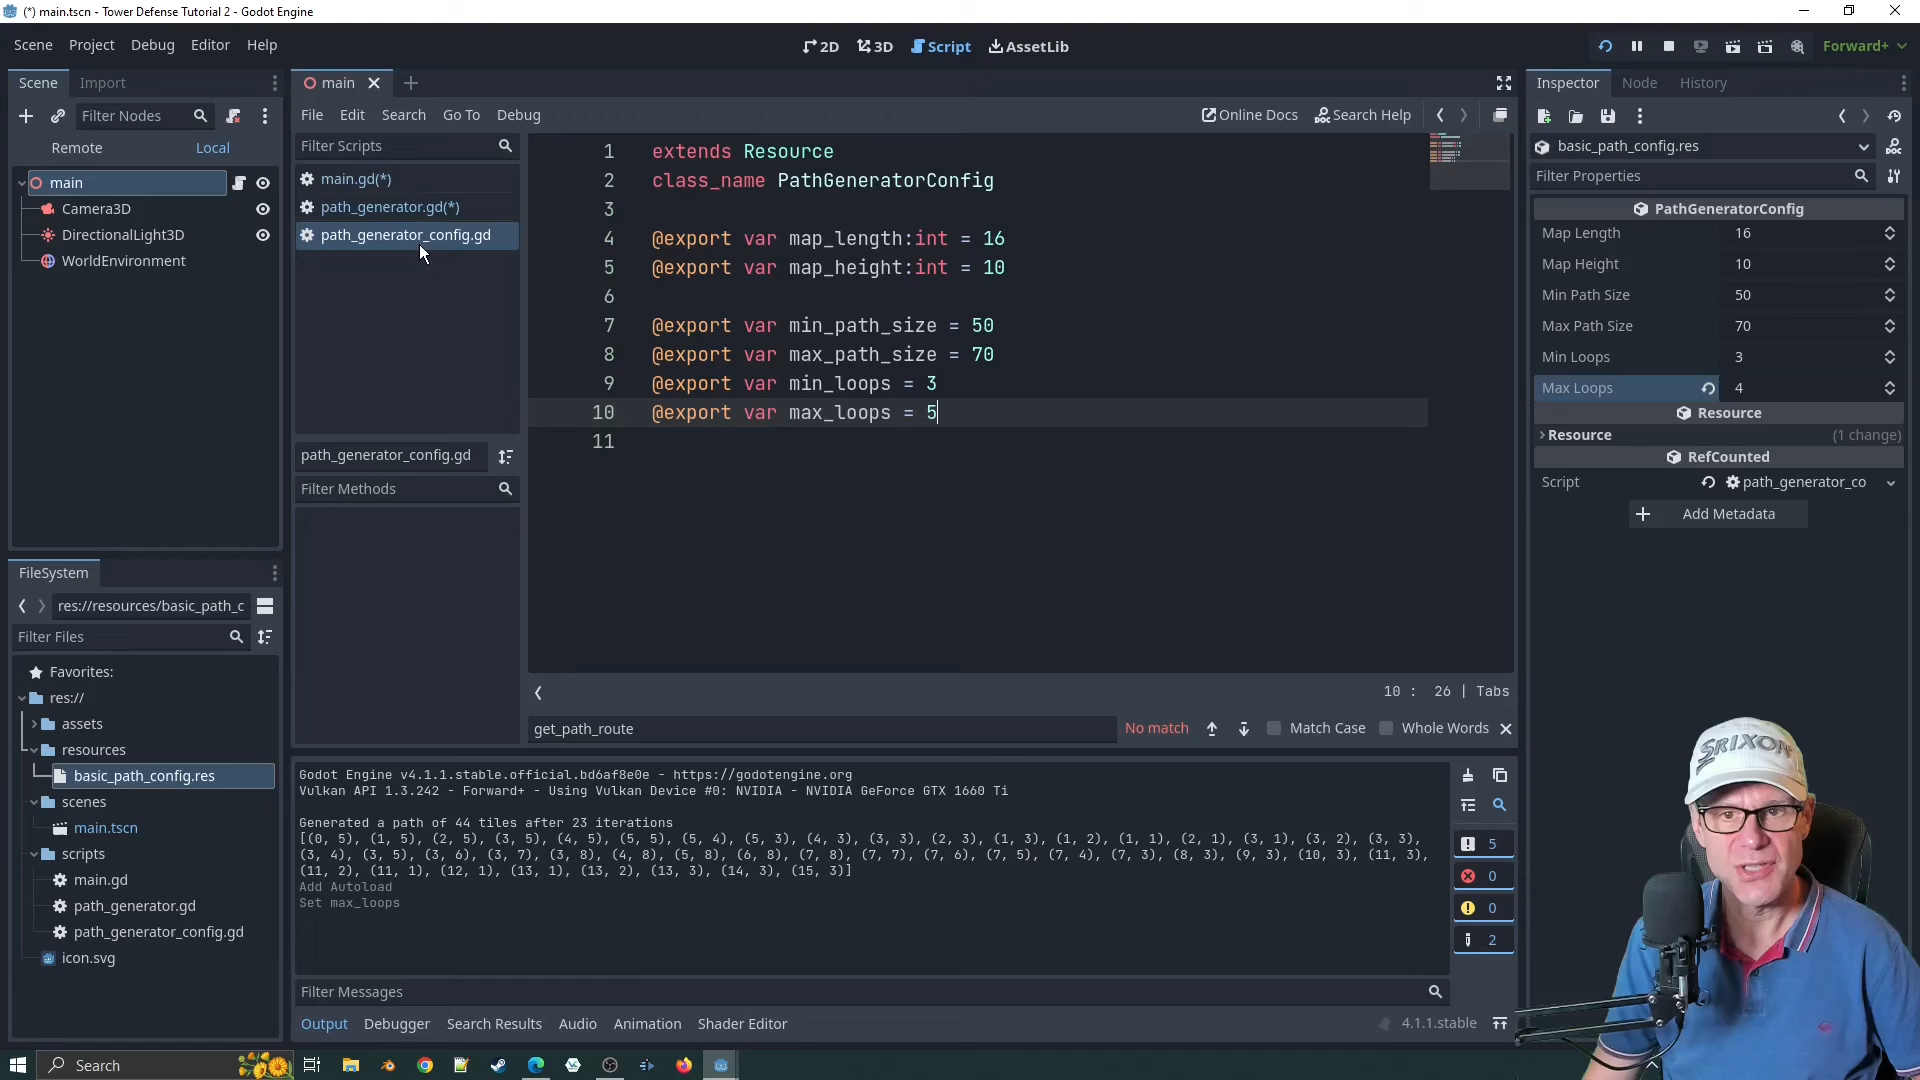 (*) main.tscn - Tower Defense Tutorial 2 - Godot Engine
Scene Project Debug Editor Help
2D 3D Script AssetLib
Forward+
Scene Import
Filter Nodes
Remote Local
main
Camera3D
DirectionalLight3D
WorldEnvironment
FileSystem
res://resources/basic_path_c
Filter Files
Favorites:
res://
assets
resources
basic_path_config.res
scenes
main.tscn
scripts
main.gd
path_generator.gd
path_generator_config.gd
icon.svg
main
File Edit Search Go To Debug
Online Docs Search Help
Filter Scripts
main.gd(*)
path_generator.gd(*)
path_generator_config.gd
path_generator_config.gd
Filter Methods
1 extends Resource
2 class_name PathGeneratorConfig
3
4 @export var map_length:int = 16
5 @export var map_height:int = 10
6
7 @export var min_path_size = 50
8 @export var max_path_size = 70
9 @export var min_loops = 3
10 @export var max_loops = 5
11
10 : 26 | Tabs
get_path_route No match Match Case Whole Words
Godot Engine v4.1.1.stable.official.bd6af8e0e - https://godotengine.org
Vulkan API 1.3.242 - Forward+ - Using Vulkan Device #0: NVIDIA - NVIDIA GeForce GTX 1660 Ti
Generated a path of 44 tiles after 23 iterations
[(0, 5), (1, 5), (2, 5), (3, 5), (4, 5), (5, 5), (5, 4), (5, 3), (4, 3), (3, 3), (2, 3), (1, 3), (1, 2), (1, 1), (2, 1), (3, 1), (3, 2), (3, 3),
(3, 4), (3, 5), (3, 6), (3, 7), (3, 8), (4, 8), (5, 8), (6, 8), (7, 8), (7, 7), (7, 6), (7, 5), (7, 4), (7, 3), (8, 3), (9, 3), (10, 3), (11, 3),
(11, 2), (11, 1), (12, 1), (13, 1), (13, 2), (13, 3), (14, 3), (15, 3)]
Add Autoload
Set max_loops
5
0
0
2
Filter Messages
Output Debugger Search Results Audio Animation Shader Editor
4.1.1.stable
Inspector Node History
basic_path_config.res
Filter Properties
PathGeneratorConfig
Map Length 16
Map Height 10
Min Path Size 50
Max Path Size 70
Min Loops 3
Max Loops 4
Resource
Resource (1 change)
RefCounted
Script path_generator_co
Add Metadata
SRIXON
Search